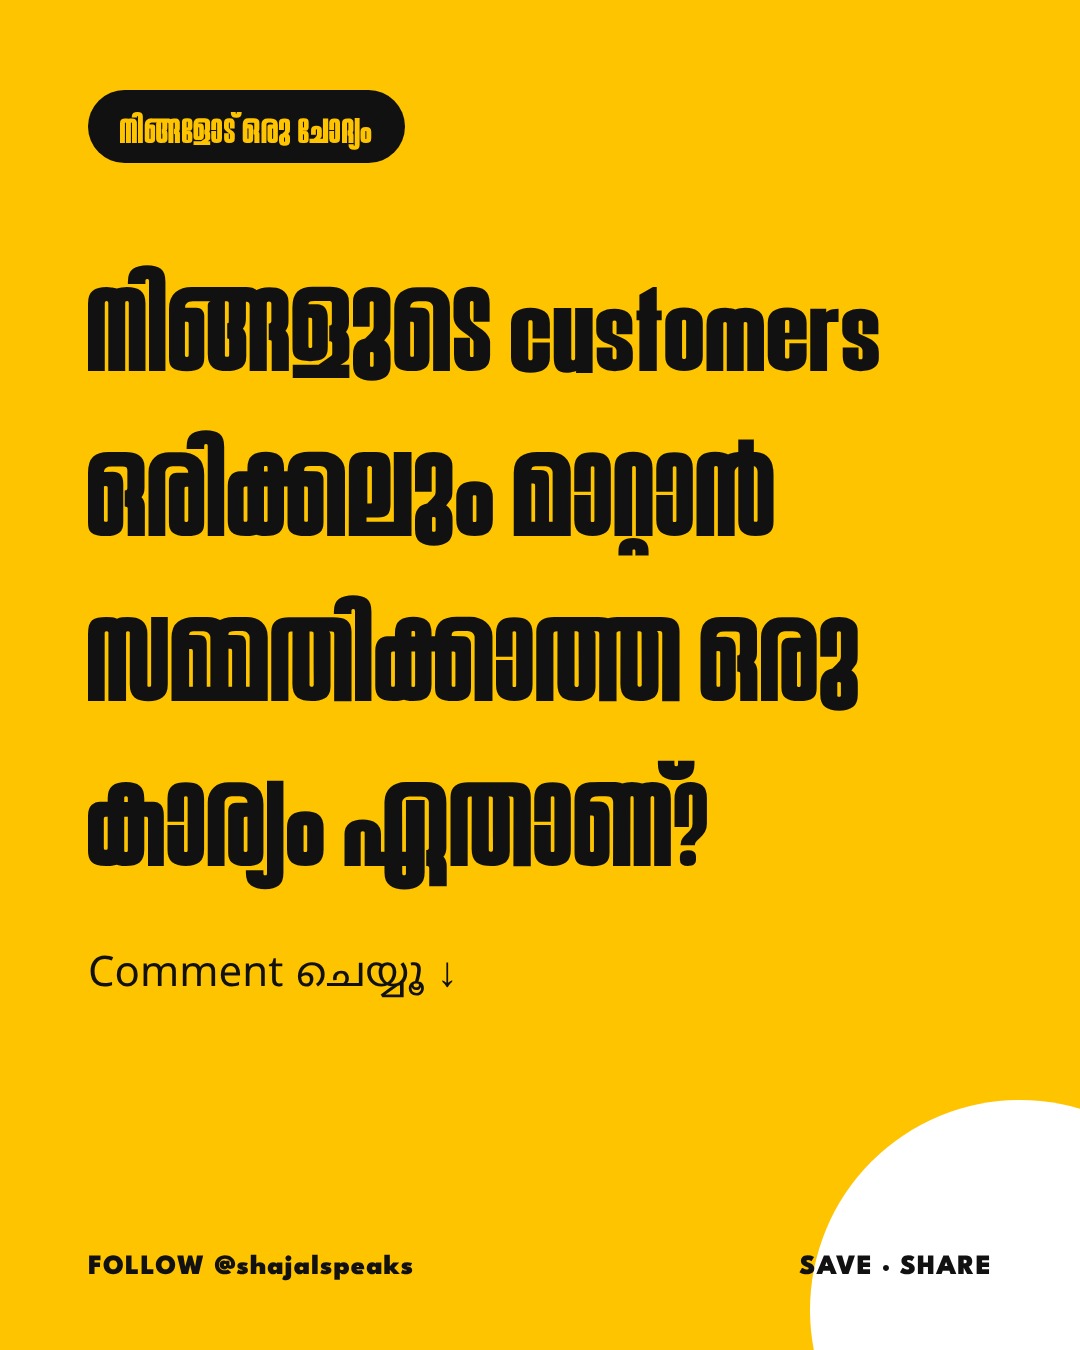 നിങ്ങളോട് ഒരു ചോദ്യം
നിങ്ങളുടെ customers
ഒരിക്കലും മാറ്റാൻ
സമ്മതിക്കാത്ത ഒരു
കാര്യം ഏതാണ്?
Comment ചെയ്യൂ ↓
FOLLOW @shajalspeaks
SAVE · SHARE